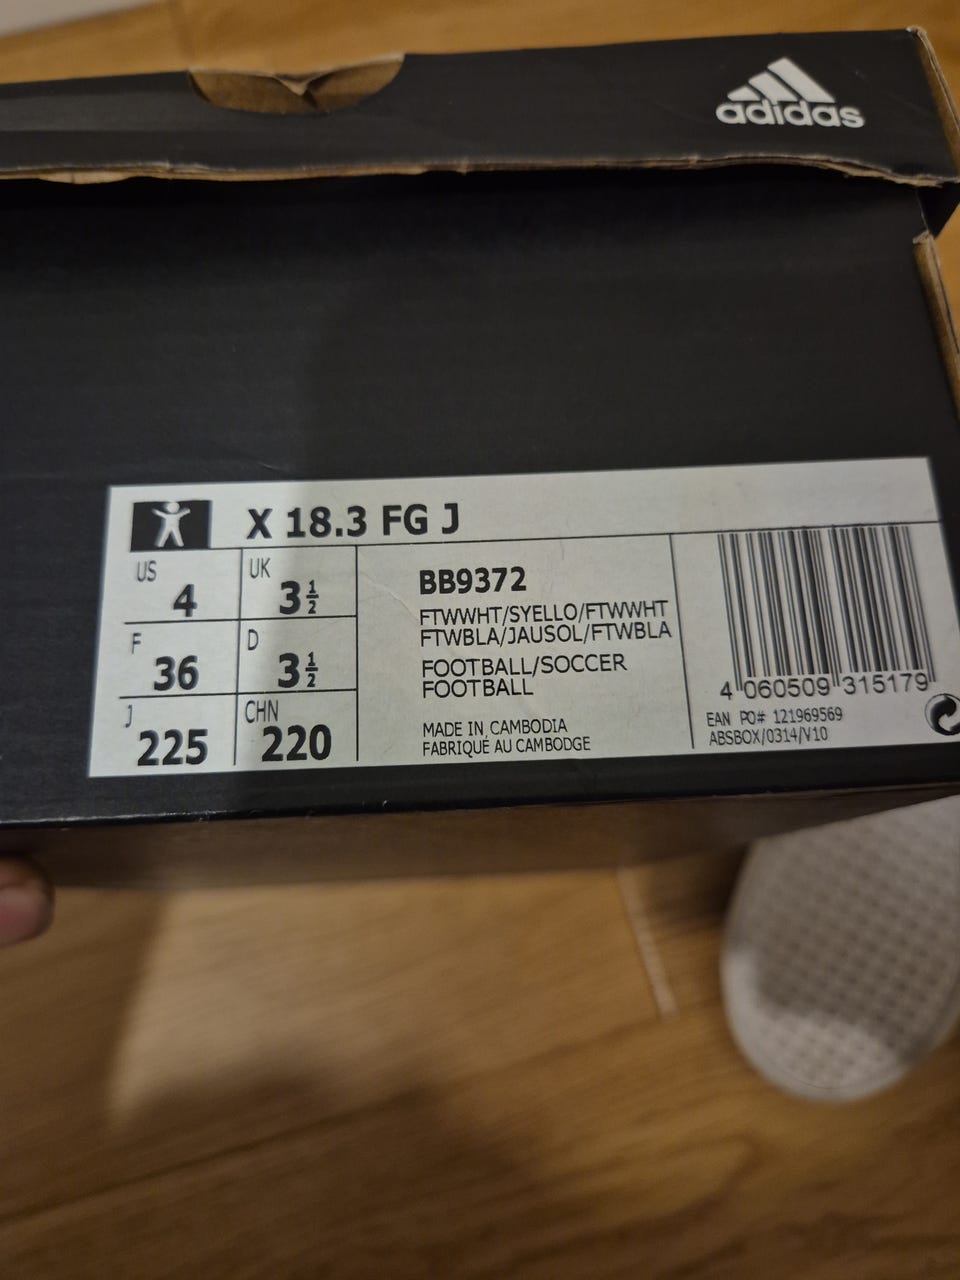 adidas
X 18.3 FG J
US
4
UK
3½
F
36
D
3½
J
225
CHN
220
BB9372
FTWWHT/SYELLO/FTWWHT
FTWBLA/JAUSOL/FTWBLA
FOOTBALL/SOCCER
FOOTBALL
MADE IN CAMBODIA
FABRIQUÉ AU CAMBODGE
4 060509 315179
EAN PO# 121969569
ABSBOX/0314/V10